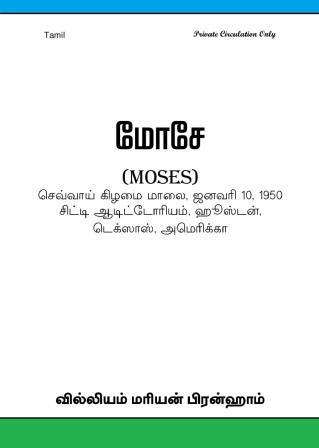 Tamil
Private Circulation Only
மோசே
(MOSES)
செவ்வாய் கிழமை மாலை, ஜனவரி 10, 1950
சிட்டி ஆடிட்டோரியம், ஹூஸ்டன்,
டெக்ஸாஸ், அமெரிக்கா
வில்லியம் மரியன் பிரன்ஹாம்